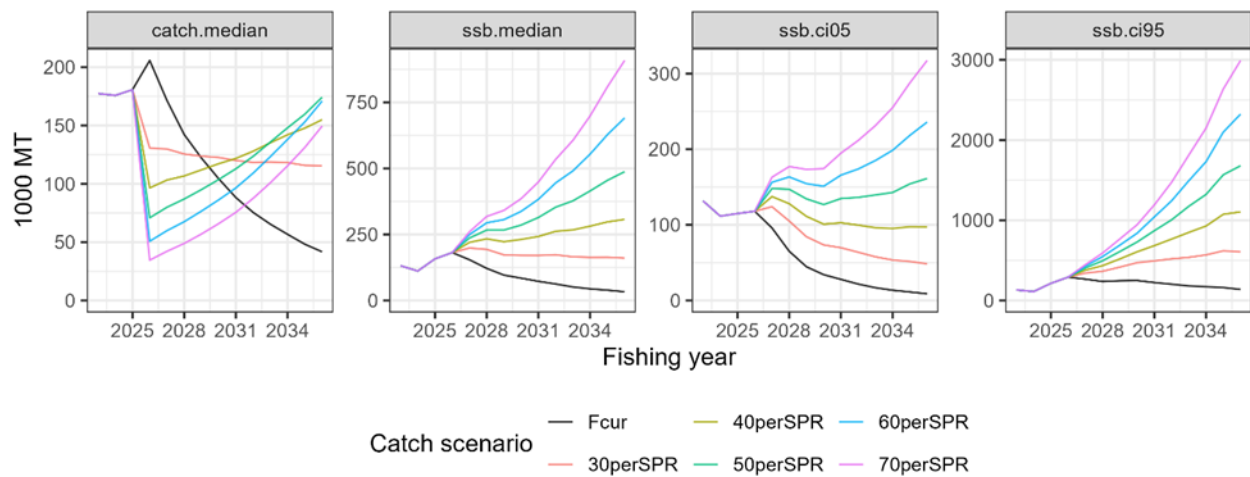 catch.median
ssb.median
ssb.ci05
ssb.ci95
1000 MT
200
150
100
50
0
750
500
250
0
300
200
100
0
3000
2000
1000
0
2025 2028 2031 2034
2025 2028 2031 2034
2025 2028 2031 2034
2025 2028 2031 2034
Fishing year
Catch scenario
Fcur 40perSPR 60perSPR
30perSPR 50perSPR 70perSPR